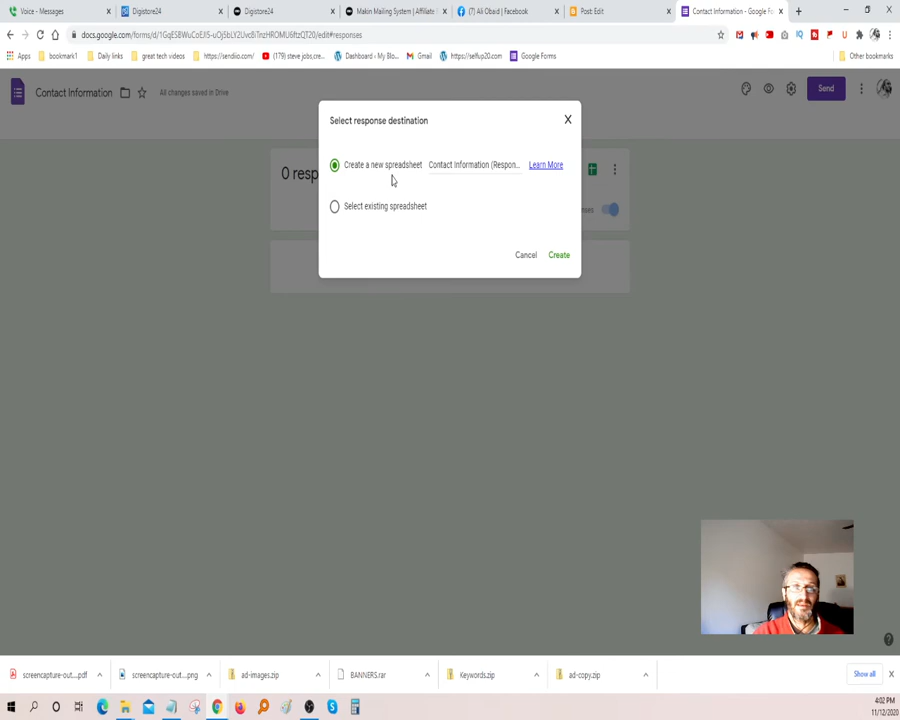 Voice - Messages
Digistore24
Digistore24
Makin Mailing System | Affiliate
(7) Ali Obaid | Facebook
Post: Edit
Contact Information - Google Fo
docs.google.com/forms/d/
/edit#responses
Apps
bookmark1
Daily links
great tech videos
https://sendiio.com/
(179) steve jobs,cre...
Dashboard ‹ My Blo...
Gmail
https://selfup20.com
Google Forms
Other bookmarks
Contact Information
All changes saved in Drive
Send
0 resp
nses
Select response destination
X
Create a new spreadsheet
Contact Information (Respon...
Learn More
Select existing spreadsheet
Cancel
Create
screencapture-out....pdf
screencapture-out....png
ad-images.zip
BANNERS.rar
Keywords.zip
ad-copy.zip
Show all
4:02 PM
11/12/2020